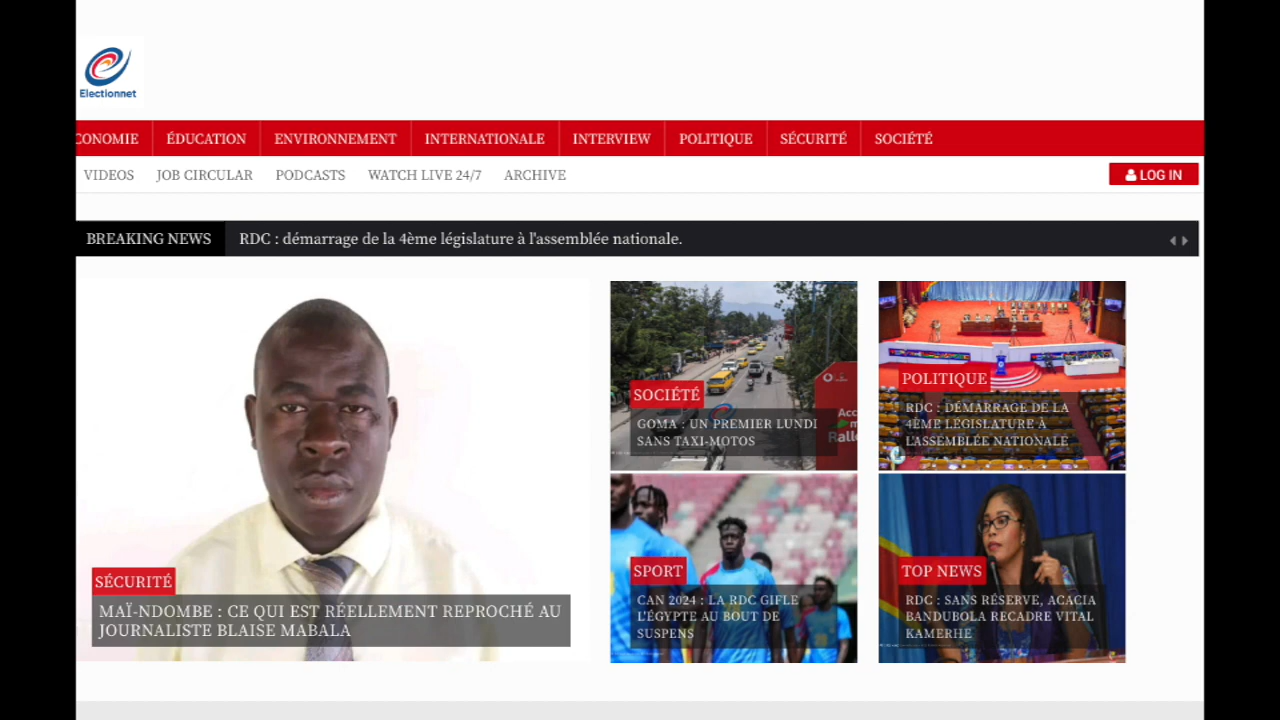 Electionnet
CONOMIE
ÉDUCATION
ENVIRONNEMENT
INTERNATIONALE
INTERVIEW
POLITIQUE
SÉCURITÉ
SOCIÉTÉ
VIDEOS
JOB CIRCULAR
PODCASTS
WATCH LIVE 24/7
ARCHIVE
LOG IN
BREAKING NEWS
RDC : démarrage de la 4ème législature à l'assemblée nationale.
SÉCURITÉ
MAÏ-NDOMBE : CE QUI EST RÉELLEMENT REPROCHÉ AU
JOURNALISTE BLAISE MABALA
SOCIÉTÉ
GOMA : UN PREMIER LUNDI
SANS TAXI-MOTOS
POLITIQUE
RDC : DÉMARRAGE DE LA
4ÈME LÉGISLATURE À
L'ASSEMBLÉE NATIONALE
SPORT
CAN 2024 : LA RDC GIFLE
L'ÉGYPTE AU BOUT DE
SUSPENS
TOP NEWS
RDC : SANS RÉSERVE, ACACIA
BANDUBOLA RECADRE VITAL
KAMERHE